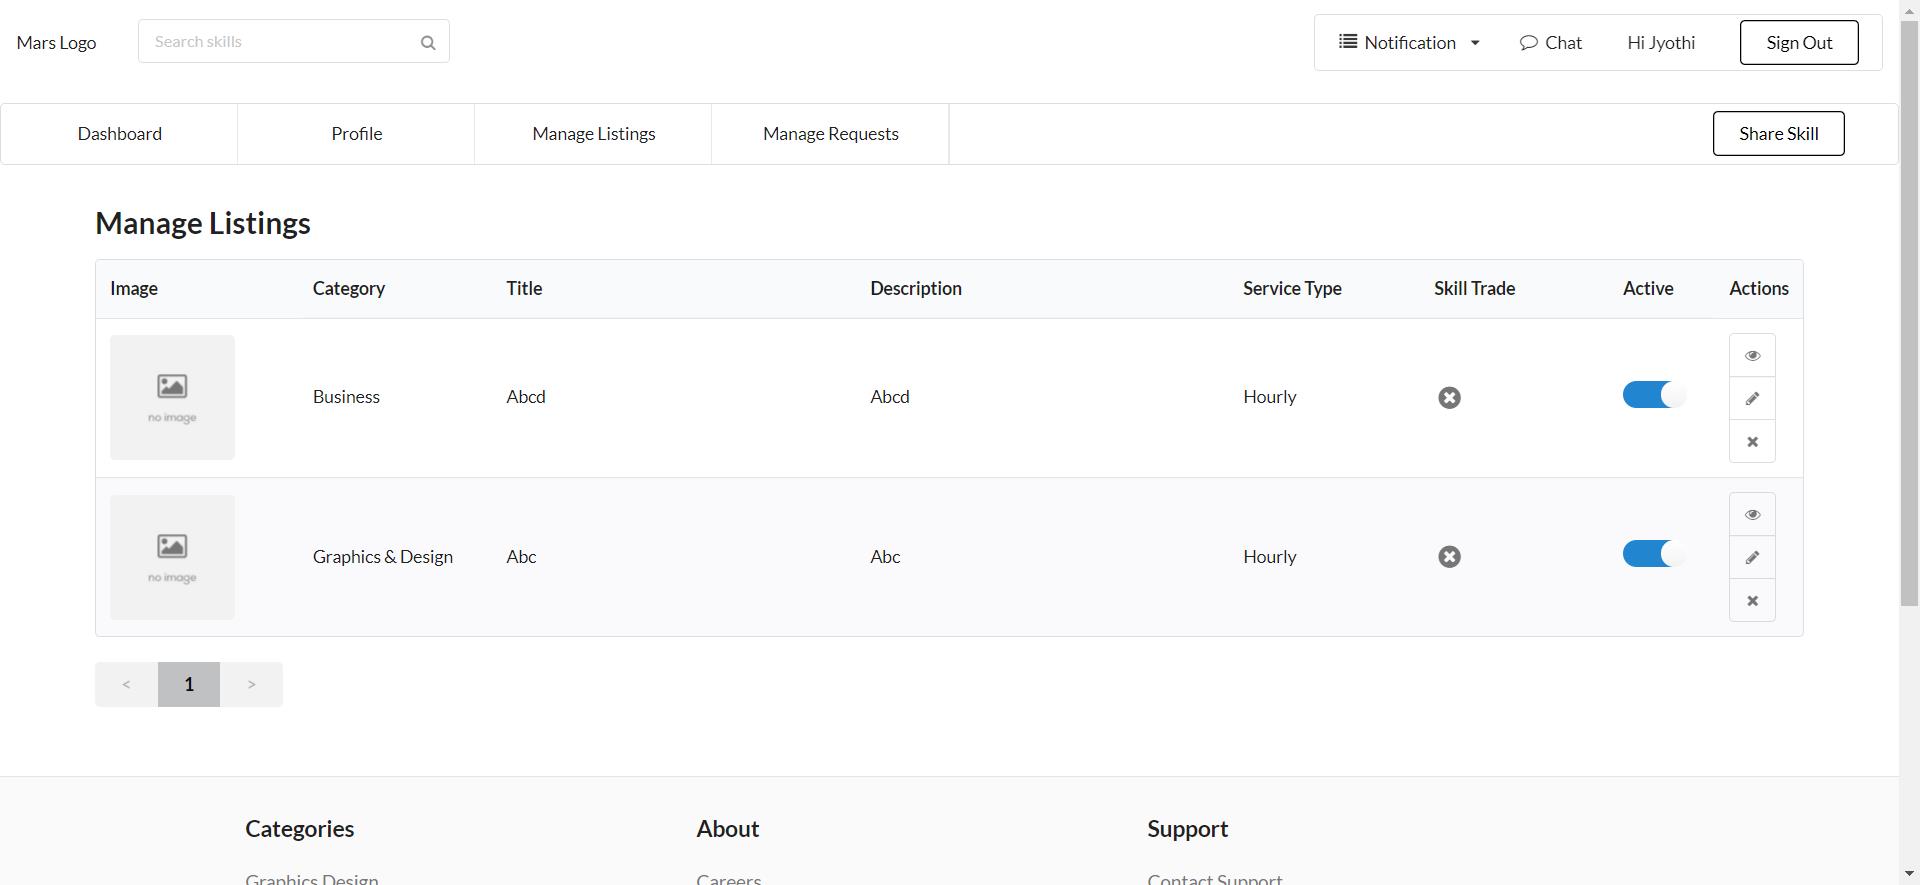 Mars Logo
Search skills
Notification
Chat
Hi Jyothi
Sign Out
Dashboard
Profile
Manage Listings
Manage Requests
Share Skill
Manage Listings
Image Category Title Description Service Type Skill Trade Active Actions
no image
Business Abcd Abcd Hourly
no image
Graphics & Design Abc Abc Hourly
< 1 >
Categories About Support
Graphics Design Careers Contact Support